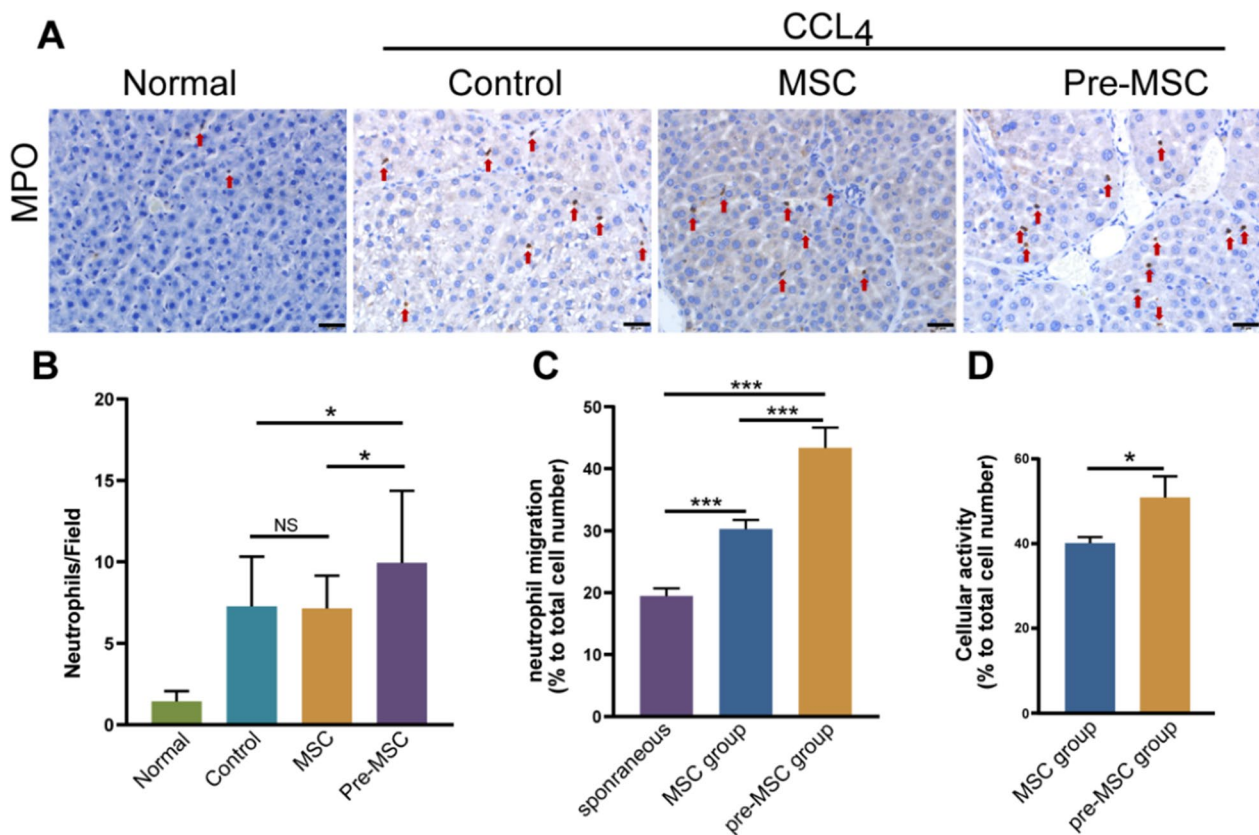 A
CCL4
Normal
Control
MSC
Pre-MSC
MPO
B
Neutrophils/Field
20
15
10
5
0
*
*
NS
Normal
Control
MSC
Pre-MSC
C
neutrophil migration
(% to total cell number)
50
40
30
20
10
0
***
***
***
sponraneous
MSC group
pre-MSC group
D
Cellular activity
(% to total cell number)
60
40
20
0
*
MSC group
pre-MSC group